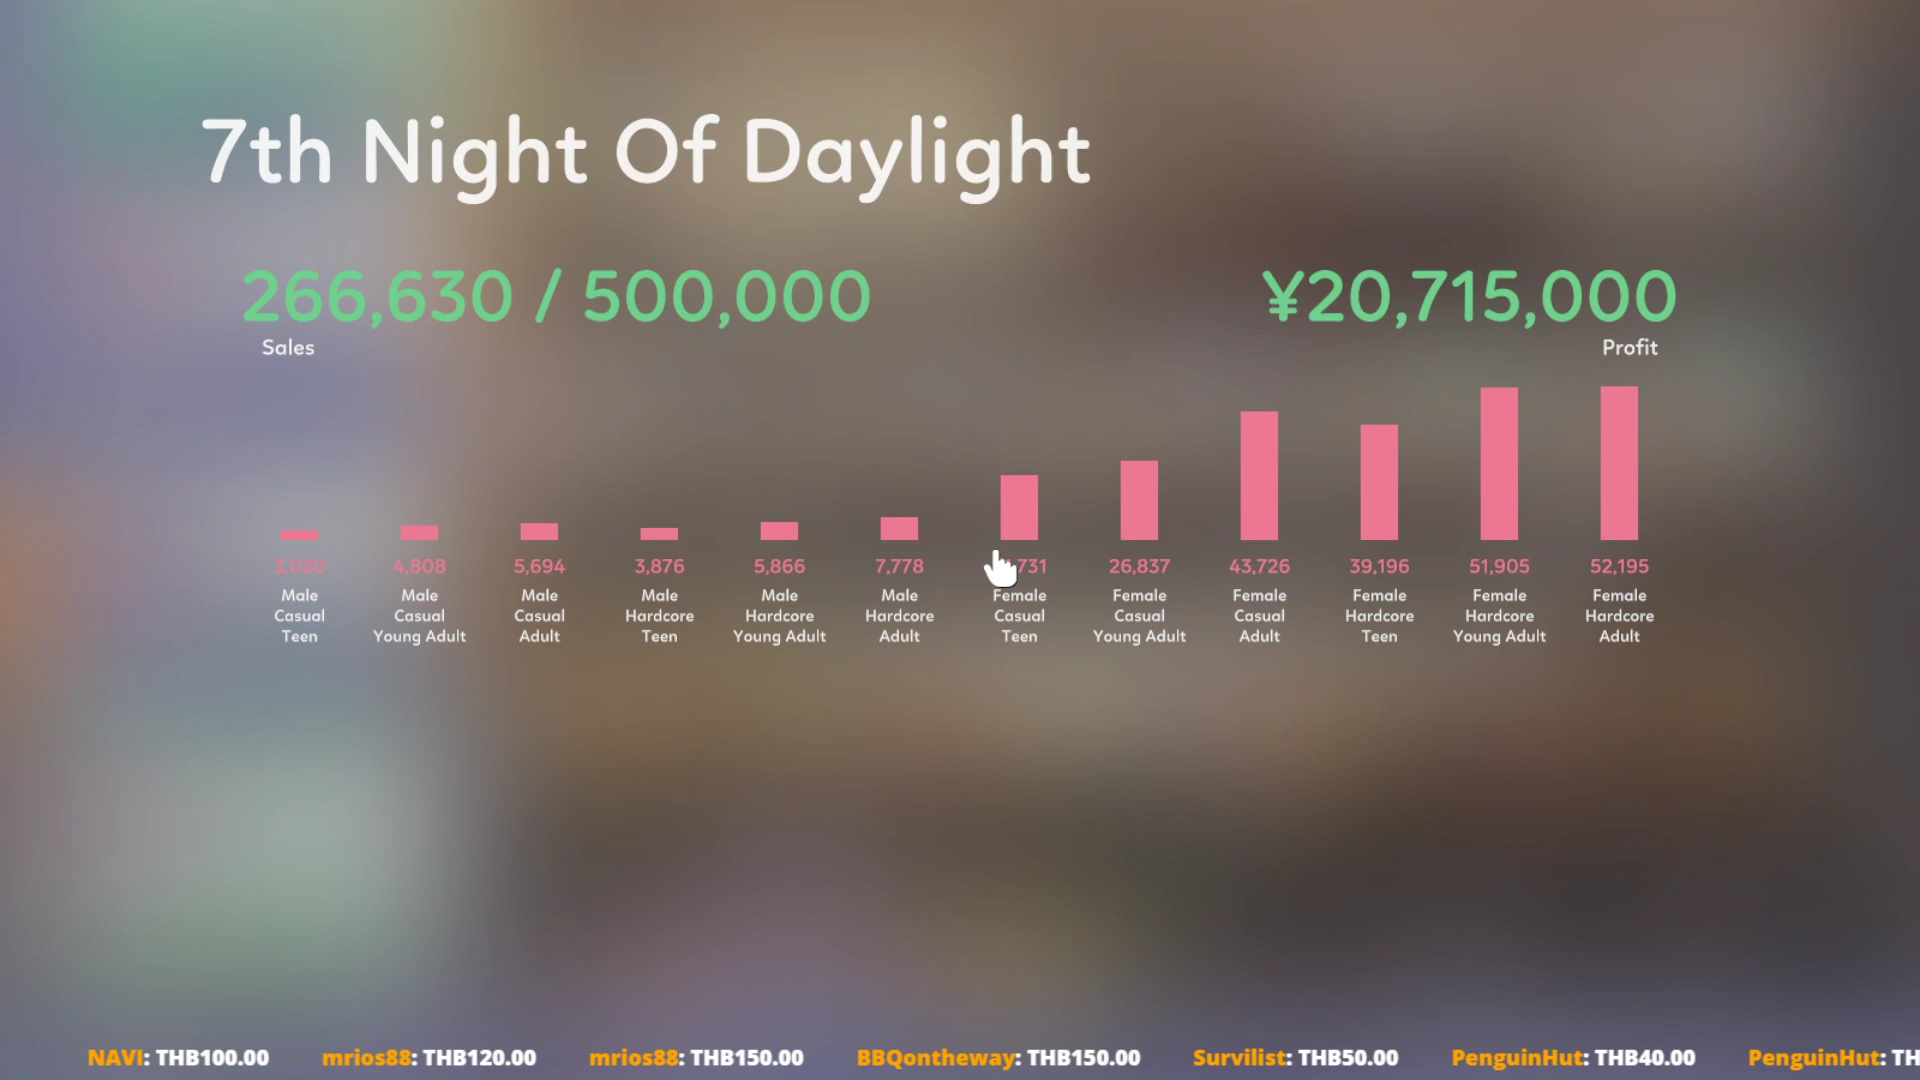 7th Night Of Daylight
266,630 / 500,000
Sales
¥20,715,000
Profit
3,020
4,808
5,694
3,876
5,866
7,778
731
26,837
43,726
39,196
51,905
52,195
Male
Casual
Teen
Male
Casual
Young Adult
Male
Casual
Adult
Male
Hardcore
Teen
Male
Hardcore
Young Adult
Male
Hardcore
Adult
Female
Casual
Teen
Female
Casual
Young Adult
Female
Casual
Adult
Female
Hardcore
Teen
Female
Hardcore
Young Adult
Female
Hardcore
Adult
NAVI: THB100.00 mrios88: THB120.00 mrios88: THB150.00 BBQontheway: THB150.00 Survilist: THB50.00 PenguinHut: THB40.00 PenguinHut: TH